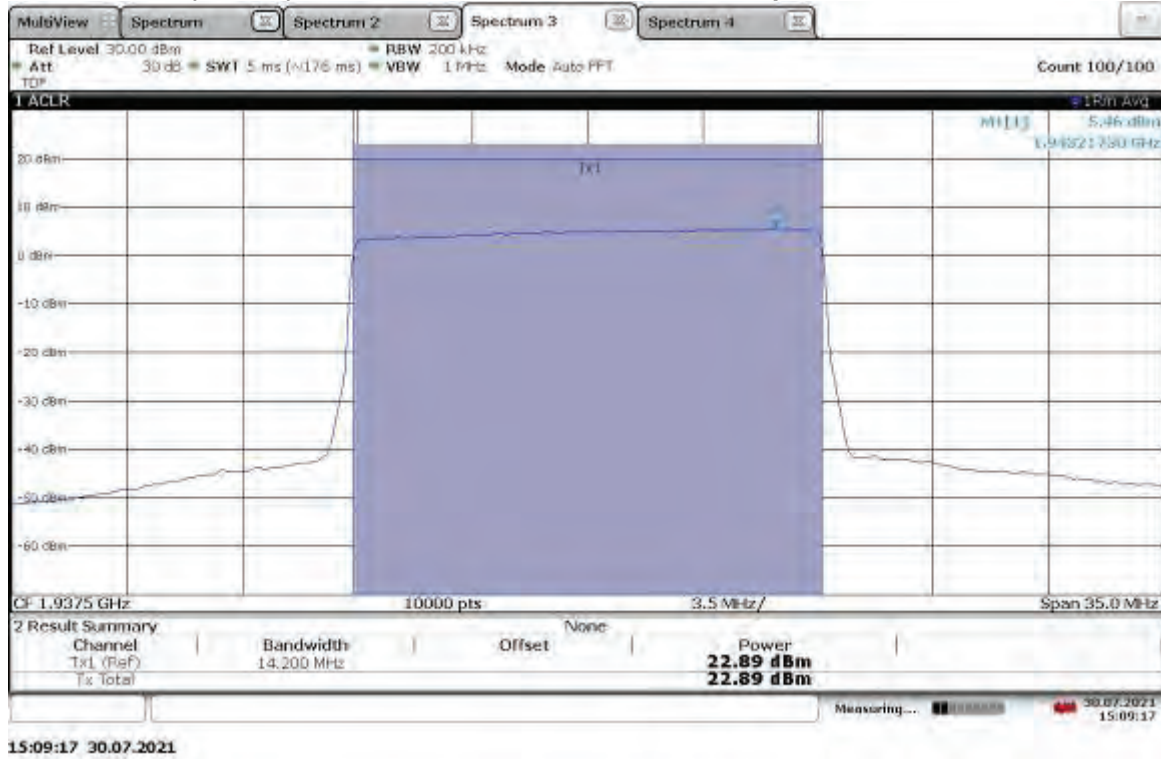 MultiView Spectrum Spectrum 2 Spectrum 3 Spectrum 4
Ref Level 30.00 dBm RBW 200 kHz
Att 30 dB SWT 5 ms (~176 ms) VBW 1 MHz Mode Auto FFT Count 100/100
TDF
1 ACLR 1Rm Avg
M1[1] 5.46 dBm
GHz
20 dBm
Tx1
10 dBm
0 dBm
-10 dBm
-20 dBm
-30 dBm
-40 dBm
-50 dBm
-60 dBm
CF 1.9375 GHz 10000 pts 3.5 MHz/ Span 35.0 MHz
2 Result Summary None
Channel Bandwidth Offset Power
Tx1 (Ref) 14.200 MHz 22.89 dBm
Tx Total 22.89 dBm
Measuring... 30.07.2021
15:09:17
15:09:17 30.07.2021